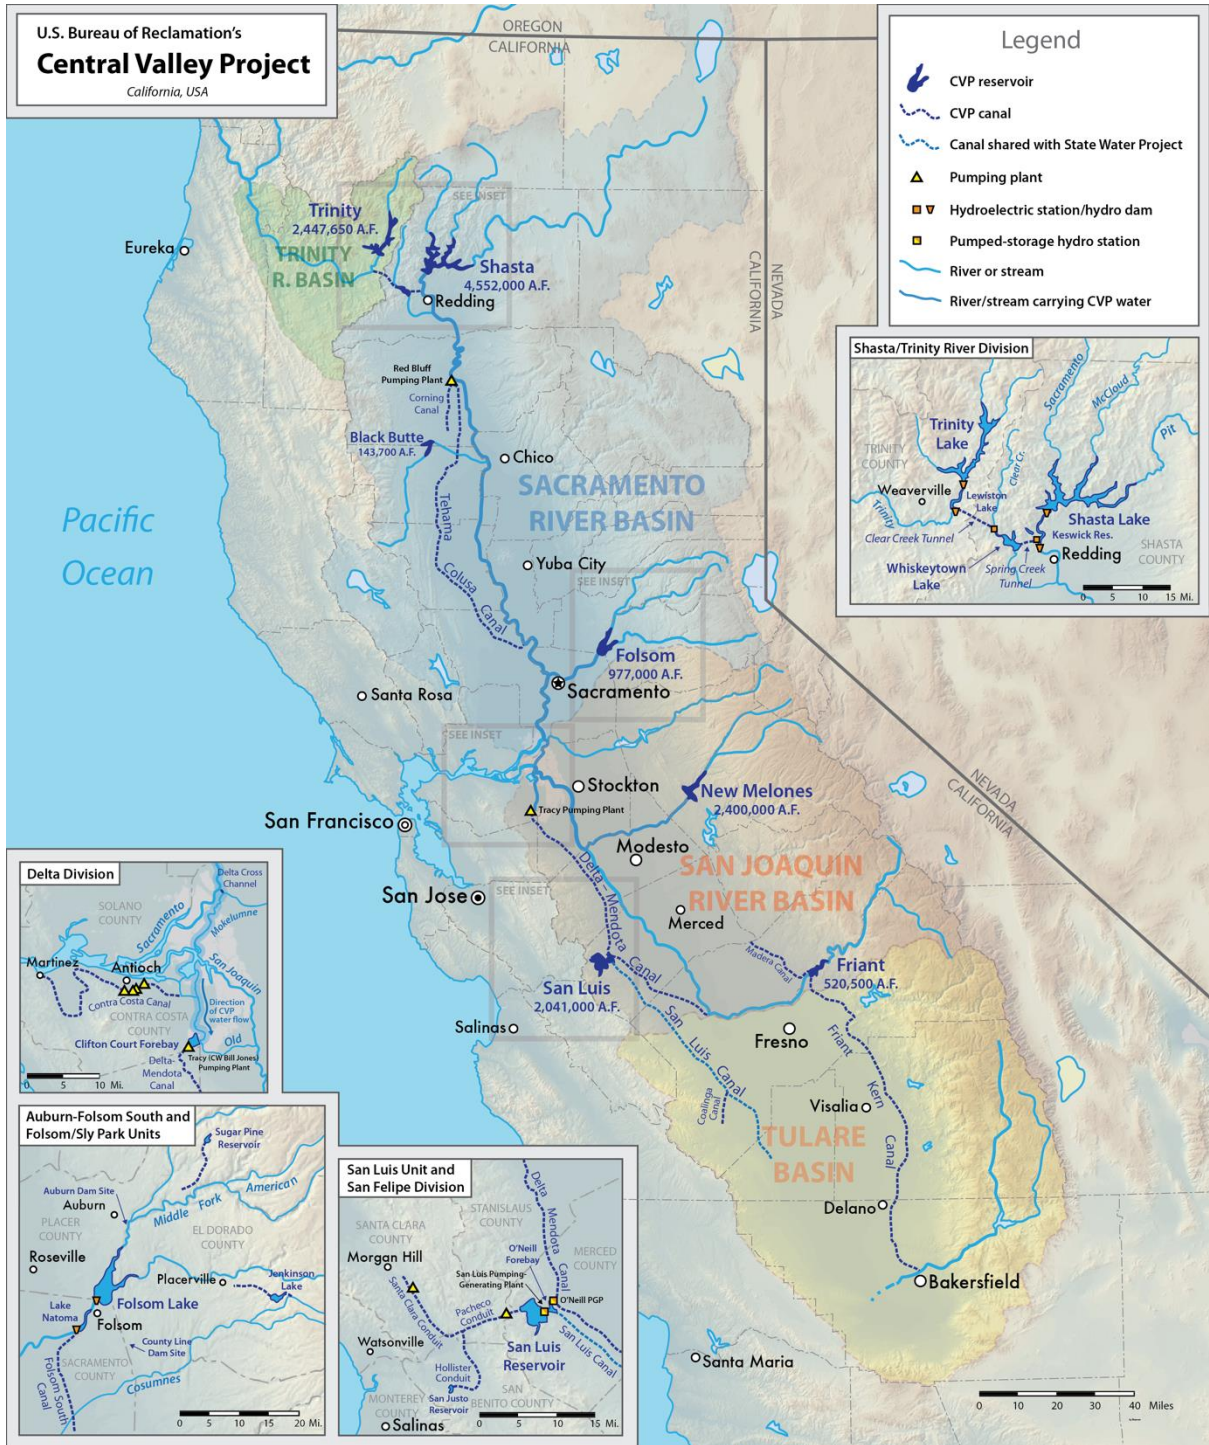 U.S. Bureau of Reclamation's
Central Valley Project
California, USA
OREGON
CALIFORNIA
Legend
CVP reservoir
CVP canal
Canal shared with State Water Project
Pumping plant
Hydroelectric station/hydro dam
Pumped-storage hydro station
River or stream
River/stream carrying CVP water
SEE INSET
Trinity
2,447,650 A.F.
TRINITY
R. BASIN
Eureka
Shasta
4,552,000 A.F.
Redding
NEVADA
CALIFORNIA
Red Bluff
Pumping Plant
Corning
Canal
Black Butte
143,700 A.F.
Chico
SACRAMENTO
RIVER BASIN
Tehama
Colusa Canal
Yuba City
SEE INSET
Pacific
Ocean
Folsom
977,000 A.F.
Sacramento
Santa Rosa
SEE INSET
Stockton
New Melones
2,400,000 A.F.
Tracy Pumping Plant
San Francisco
Modesto
NEVADA
CALIFORNIA
SAN JOAQUIN
RIVER BASIN
Delta - Mendota Canal
SEE INSET
San Jose
Merced
Madera Canal
Friant
520,500 A.F.
San Luis
2,041,000 A.F.
Salinas
Fresno
San Luis Canal
Coalinga
Canal
Friant Kern Canal
Visalia
TULARE
BASIN
Delano
Bakersfield
Santa Maria
0 10 20 30 40 Miles
Shasta/Trinity River Division
Sacramento
McCloud
Pit
Trinity
Lake
TRINITY
COUNTY
Clear Cr.
Weaverville
Lewiston
Lake
Trinity
Shasta Lake
Keswick Res.
Clear Creek Tunnel
SHASTA
COUNTY
Redding
Whiskeytown
Lake
Spring Creek
Tunnel
0 5 10 15 Mi.
Delta Division
Delta Cross
Channel
SOLANO
COUNTY
Sacramento
Mokelumne
Martinez
Antioch
San Joaquin
Contra Costa Canal
CONTRA COSTA
COUNTY
Direction
of CVP
water flow
Clifton Court Forebay
Old
Tracy (CW Bill Jones)
Pumping Plant
Delta-
Mendota
Canal
0 5 10 Mi.
Auburn-Folsom South and
Folsom/Sly Park Units
Sugar Pine
Reservoir
Auburn Dam Site
Auburn
Middle Fork American
PLACER
COUNTY
EL DORADO
COUNTY
Roseville
Placerville
Jenkinson
Lake
Folsom Lake
Lake
Natoma
Folsom
County Line
Dam Site
SACRAMENTO
COUNTY
Folsom South
Canal
Cosumnes
0 5 10 15 20 Mi.
San Luis Unit and
San Felipe Division
Delta Mendota Canal
STANISLAUS
COUNTY
SANTA CLARA
COUNTY
O'Neill
Forebay
MERCED
COUNTY
Morgan Hill
San Luis Pumping-
Generating Plant
O'Neill PGP
Santa Clara Conduit
Pacheco
Conduit
San Luis
Reservoir
San Luis Canal
Watsonville
Hollister
Conduit
San Justo
Reservoir
SAN
BENITO COUNTY
MONTEREY
COUNTY
Salinas
0 5 10 15 Mi.